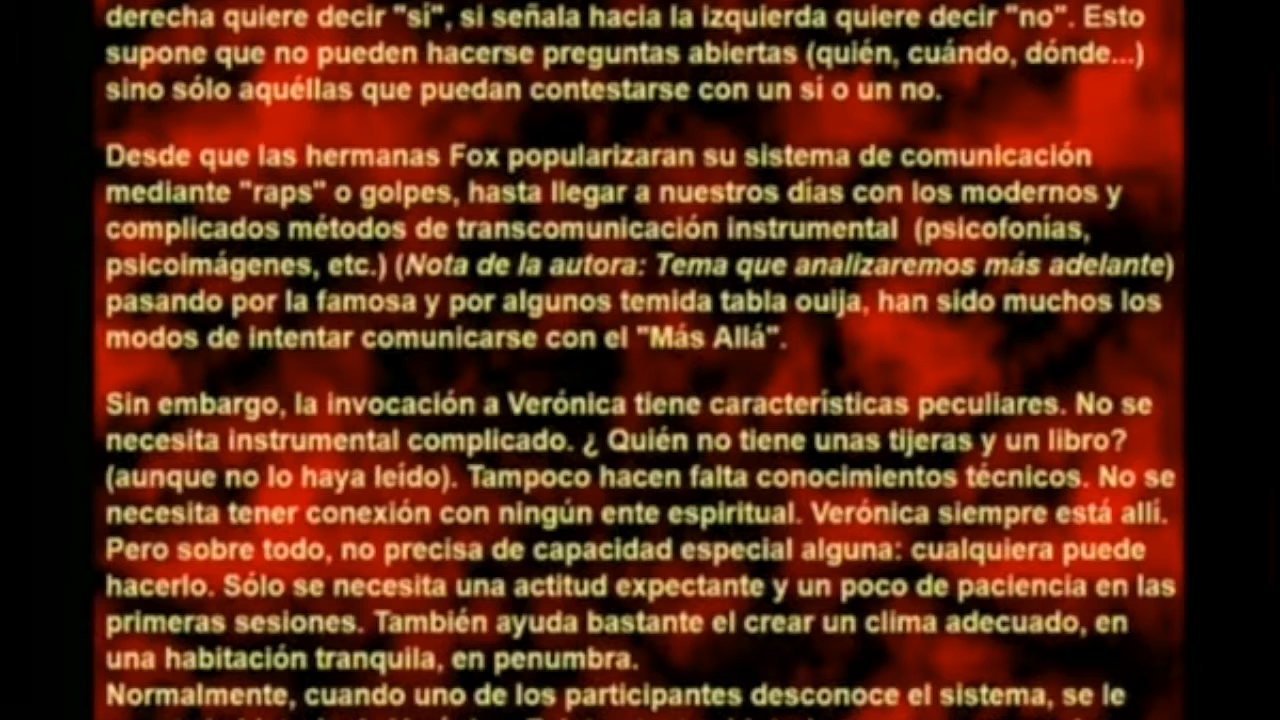 derecha quiere decir "sí", si señala hacia la izquierda quiere decir "no". Esto
supone que no pueden hacerse preguntas abiertas (quién, cuándo, dónde...)
sino sólo aquéllas que puedan contestarse con un si o un no.
Desde que las hermanas Fox popularizaran su sistema de comunicación
mediante "raps" o golpes, hasta llegar a nuestros días con los modernos y
complicados métodos de transcomunicación instrumental (psicofonías,
psicoimágenes, etc.) (Nota de la autora: Tema que analizaremos más adelante)
pasando por la famosa y por algunos temida tabla ouija, han sido muchos los
modos de intentar comunicarse con el "Más Allá".
Sin embargo, la invocación a Verónica tiene características peculiares. No se
necesita instrumental complicado. ¿ Quién no tiene unas tijeras y un libro?
(aunque no lo haya leído). Tampoco hacen falta conocimientos técnicos. No se
necesita tener conexión con ningún ente espiritual. Verónica siempre está allí.
Pero sobre todo, no precisa de capacidad especial alguna: cualquiera puede
hacerlo. Sólo se necesita una actitud expectante y un poco de paciencia en las
primeras sesiones. También ayuda bastante el crear un clima adecuado, en
una habitación tranquila, en penumbra.
Normalmente, cuando uno de los participantes desconoce el sistema, se le